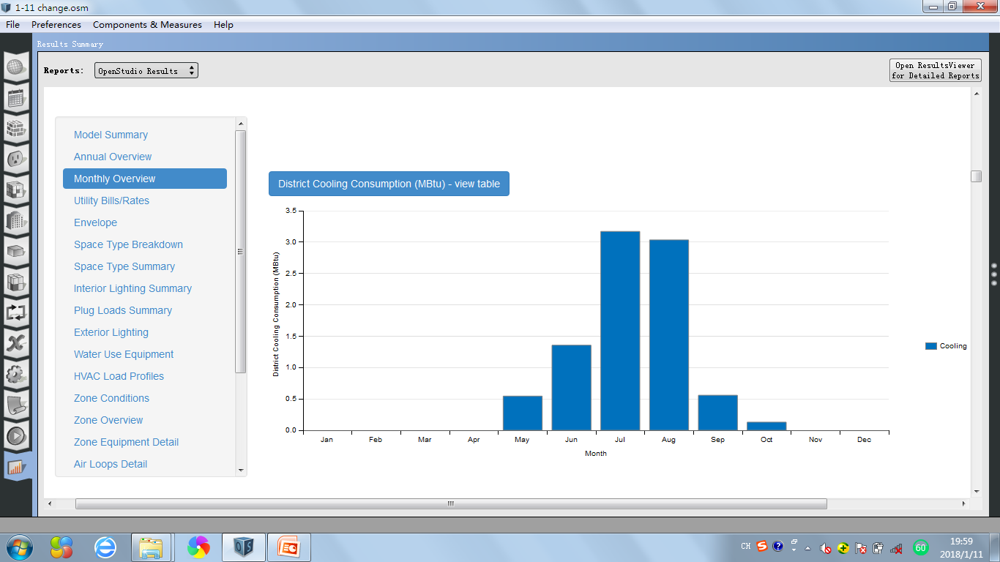 1-11 change.osm
File Preferences Components & Measures Help
Results Summary
Reports: OpenStudio Results
Open ResultsViewer
for Detailed Reports
Model Summary
Annual Overview
Monthly Overview
Utility Bills/Rates
Envelope
Space Type Breakdown
Space Type Summary
Interior Lighting Summary
Plug Loads Summary
Exterior Lighting
Water Use Equipment
HVAC Load Profiles
Zone Conditions
Zone Overview
Zone Equipment Detail
Air Loops Detail
District Cooling Consumption (MBtu) - view table
3.5
3.0
2.5
2.0
1.5
1.0
0.5
0.0
District Cooling Consumption (MBtu)
Jan Feb Mar Apr May Jun Jul Aug Sep Oct Nov Dec
Month
Cooling
CH
60
19:59
2018/1/11